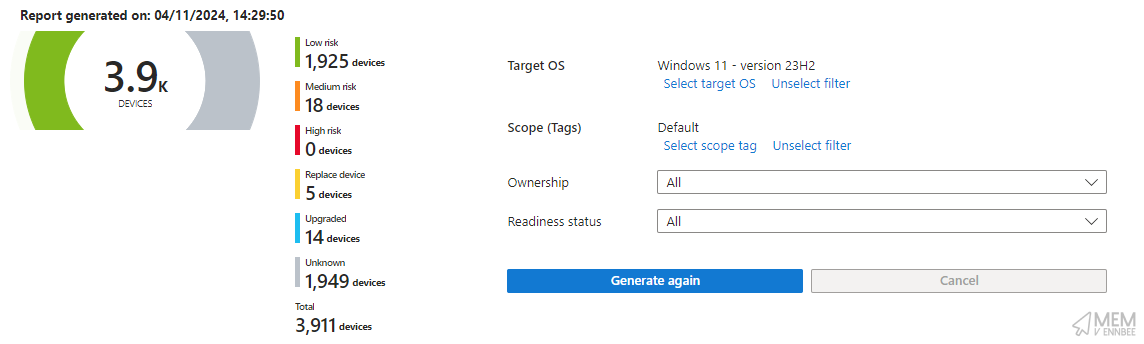 Report generated on: 04/11/2024, 14:29:50
3.9K
DEVICES
Low risk
1,925 devices
Medium risk
18 devices
High risk
0 devices
Replace device
5 devices
Upgraded
14 devices
Unknown
1,949 devices
Total
3,911 devices
Target OS
Windows 11 - version 23H2
Select target OS Unselect filter
Scope (Tags)
Default
Select scope tag Unselect filter
Ownership
All
Readiness status
All
Generate again
Cancel
MEM
V ENNBEE